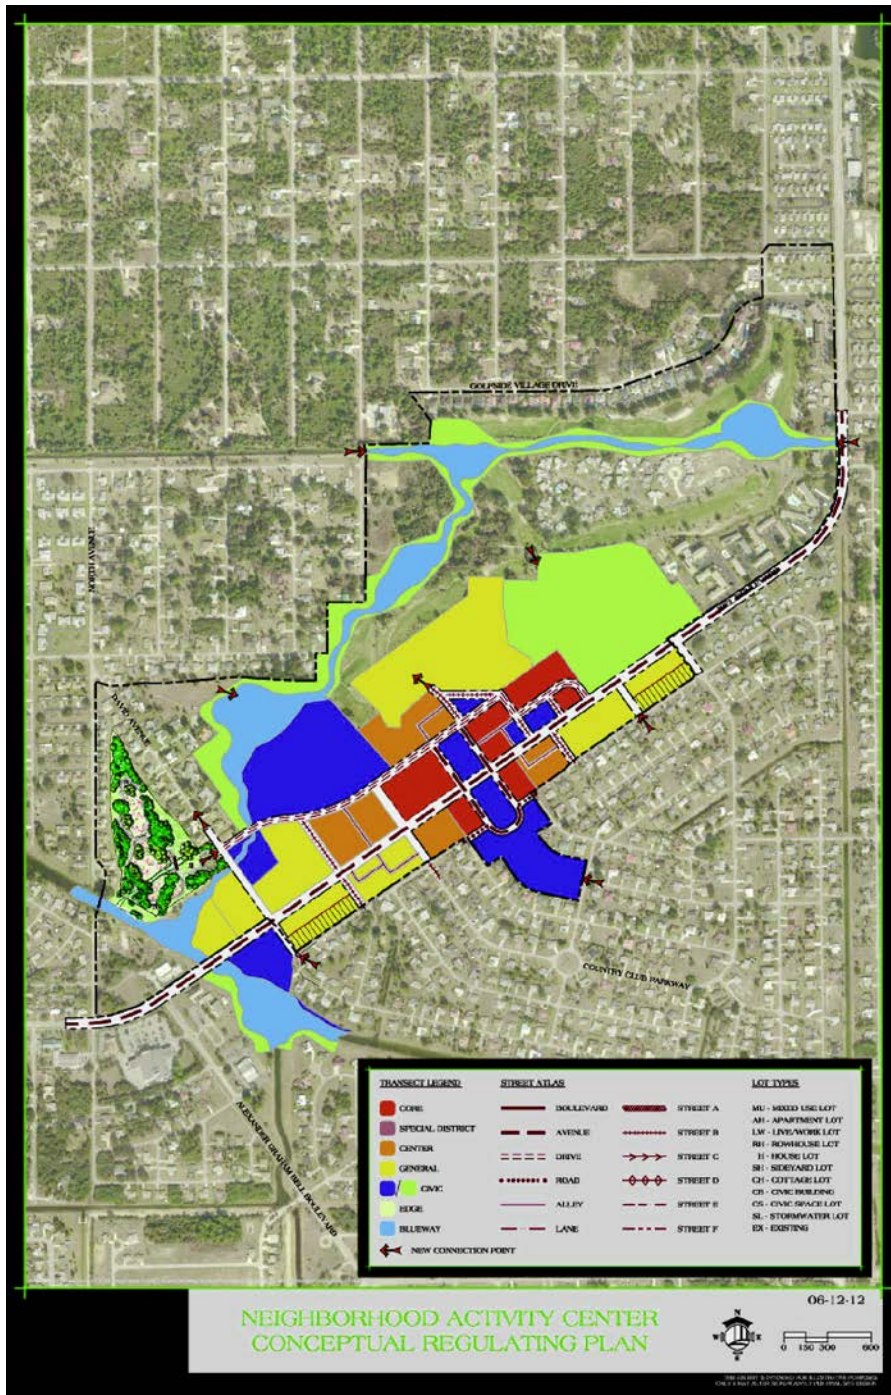 GOLFSIDE VILLAGE DRIVE
NORTH AVENUE
DAVID AVENUE
COUNTRY CLUB PARKWAY
ALEXANDER GRAHAM BELL BOULEVARD
TRANSECT LEGEND
CORE
SPECIAL DISTRICT
CENTER
GENERAL
/ CIVIC
EDGE
BLUEWAY
NEW CONNECTION POINT
STREET ATLAS
BOULEVARD
AVENUE
DRIVE
ROAD
ALLEY
LANE
STREET A
STREET B
STREET C
STREET D
STREET E
STREET F
LOT TYPES
MU - MIXED USE LOT
AH - APARTMENT LOT
LW - LIVE/WORK LOT
RH - ROWHOUSE LOT
H - HOUSE LOT
SH - SIDEYARD LOT
CH - COTTAGE LOT
CB - CIVIC BUILDING
CS - CIVIC SPACE LOT
SL - STORMWATER LOT
EX - EXISTING
NEIGHBORHOOD ACTIVITY CENTER
CONCEPTUAL REGULATING PLAN
06-12-12
N
W E
S
0 150 300 600